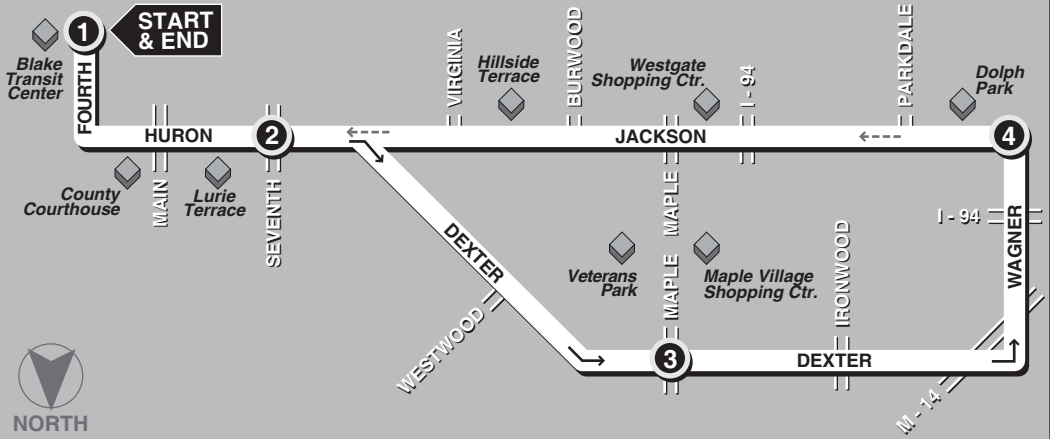 1
START
& END
Blake
Transit
Center
FOURTH
HURON
2
County
Courthouse
MAIN
Lurie
Terrace
SEVENTH
VIRGINIA
Hillside
Terrace
BURWOOD
Westgate
Shopping Ctr.
I - 94
PARKDALE
Dolph
Park
JACKSON
4
MAPLE
MAPLE
DEXTER
WESTWOOD
Veterans
Park
Maple Village
Shopping Ctr.
IRONWOOD
I - 94
WAGNER
3
DEXTER
M - 14
NORTH